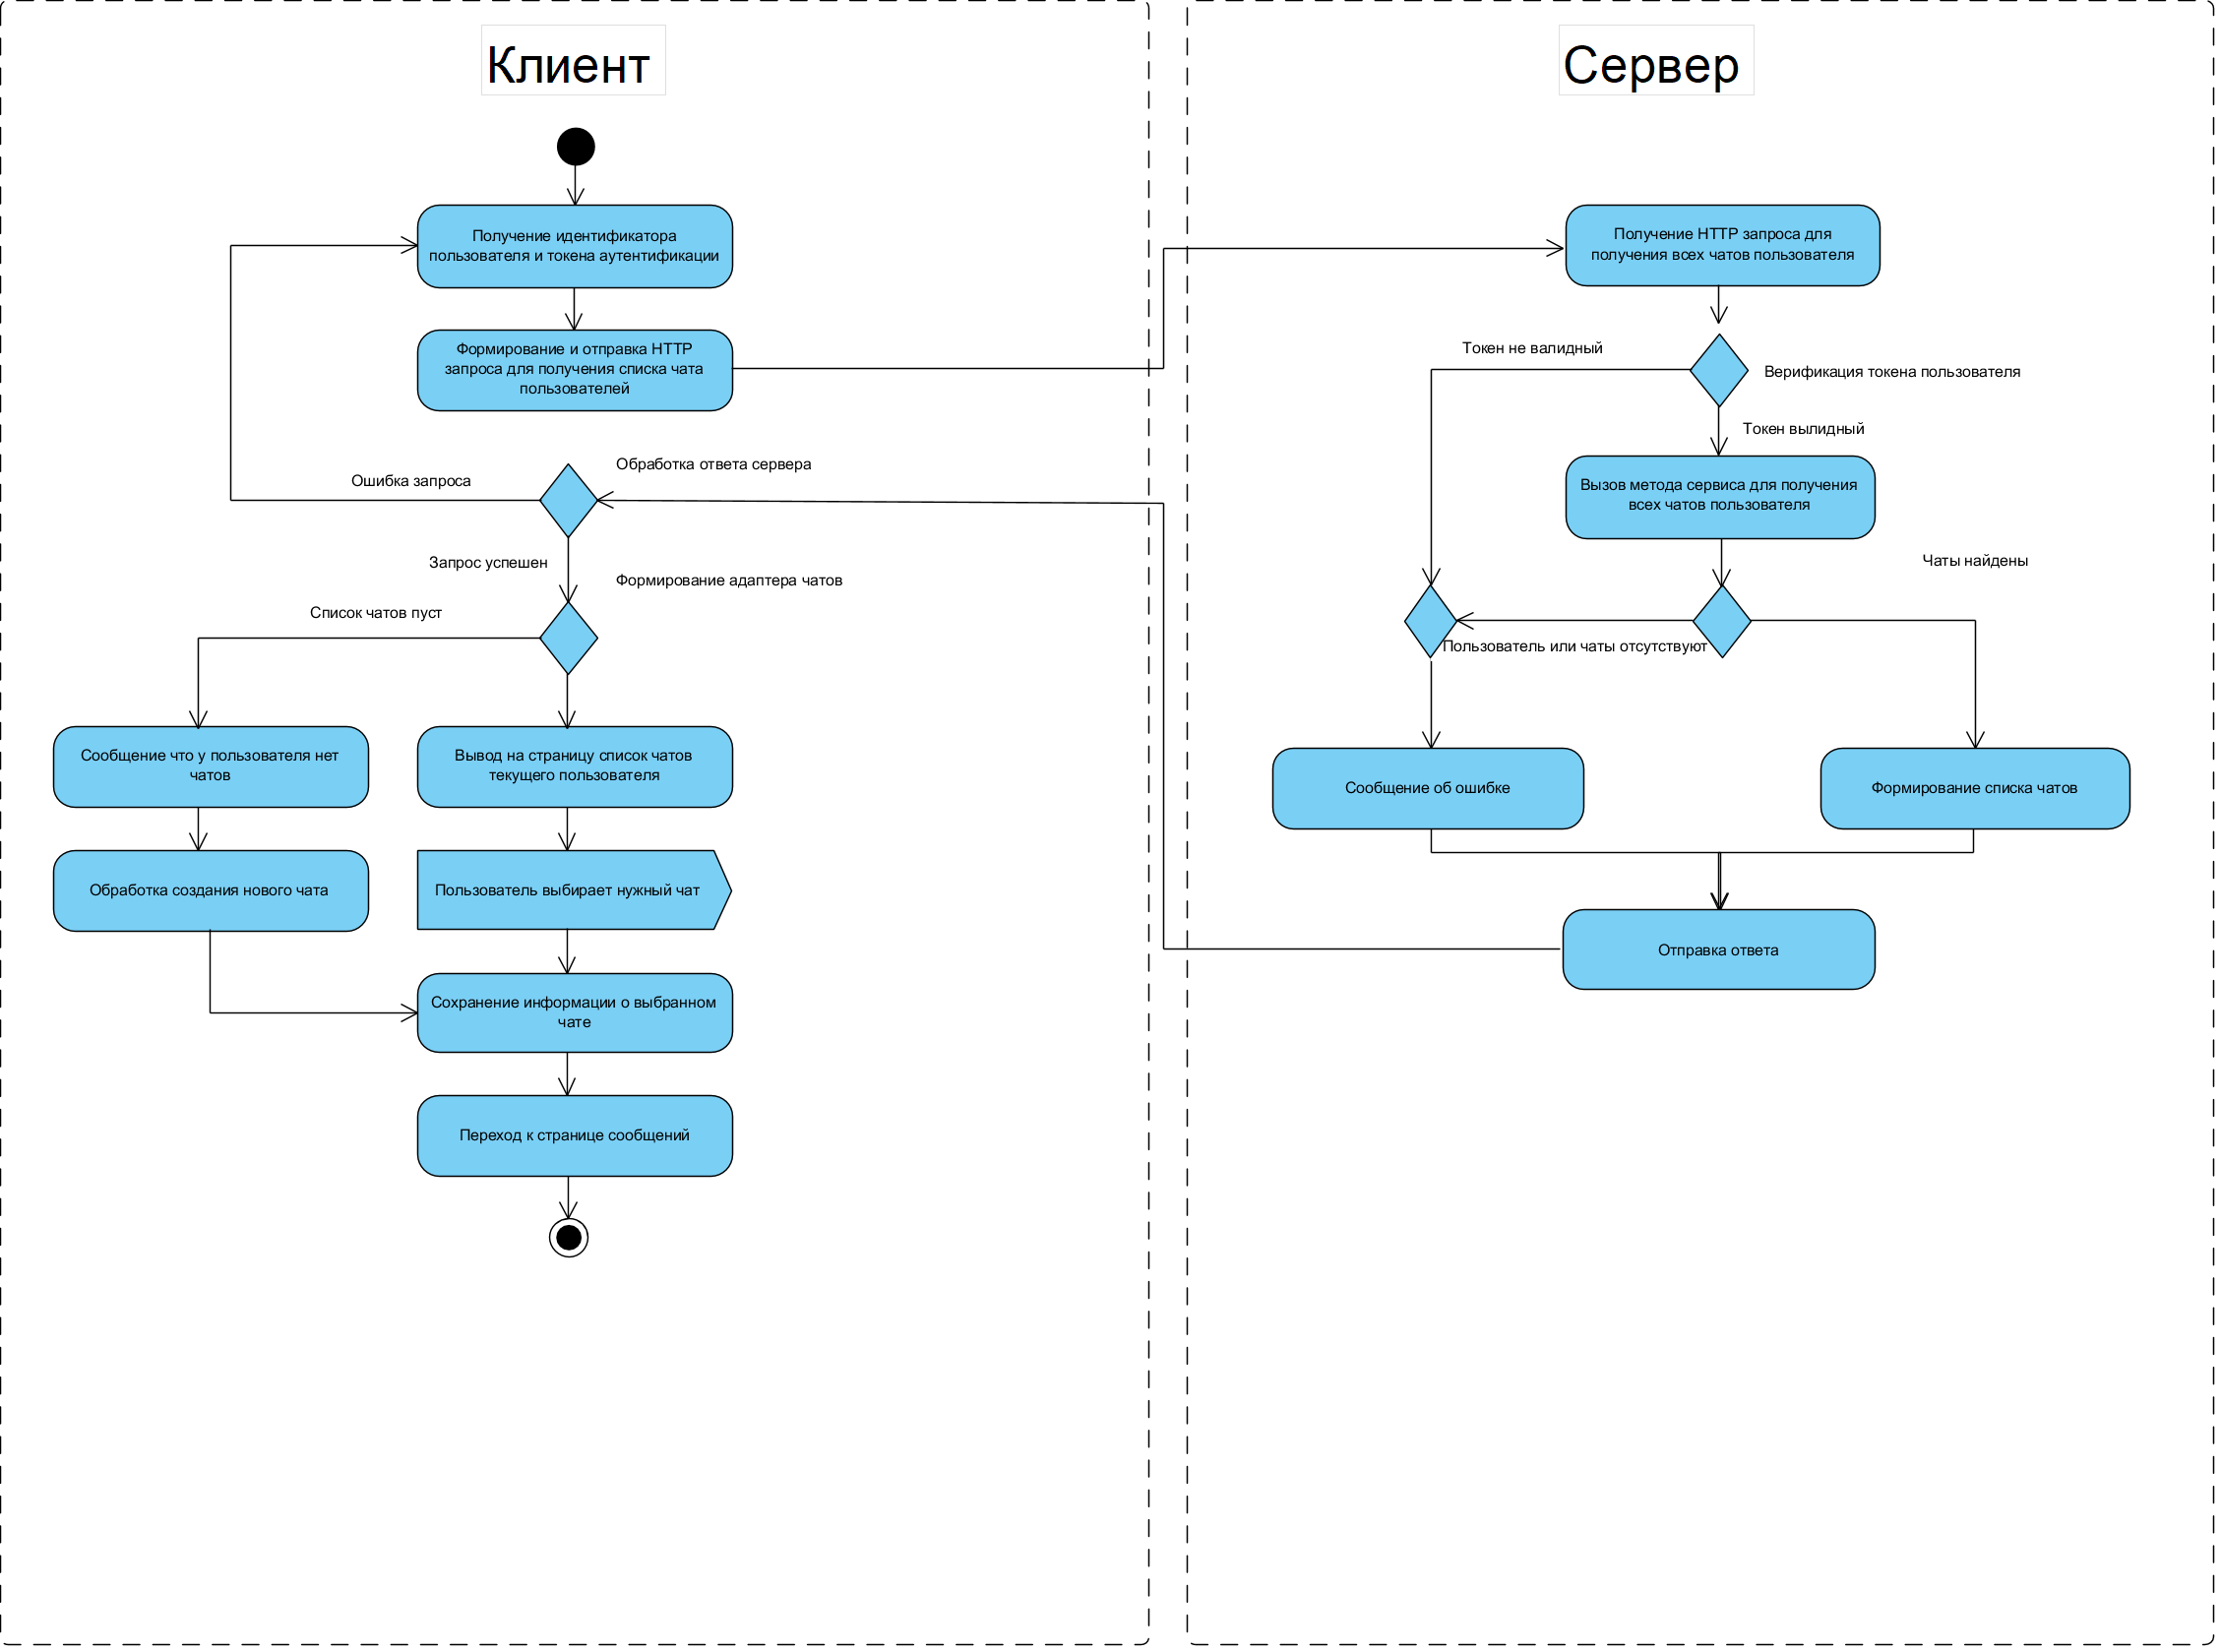 Клиент
Получение идентификатора
пользователя и токена аутентификации
Формирование и отправка HTTP
запроса для получения списка чата
пользователей
Обработка ответа сервера
Ошибка запроса
Запрос успешен
Формирование адаптера чатов
Список чатов пуст
Сообщение что у пользователя нет
чатов
Вывод на страницу список чатов
текущего пользователя
Обработка создания нового чата
Пользователь выбирает нужный чат
Сохранение информации о выбранном
чате
Переход к странице сообщений
Сервер
Получение HTTP запроса для
получения всех чатов пользователя
Токен не валидный
Верификация токена пользователя
Токен вылидный
Вызов метода сервиса для получения
всех чатов пользователя
Чаты найдены
Пользователь или чаты отсутствуют
Сообщение об ошибке
Формирование списка чатов
Отправка ответа